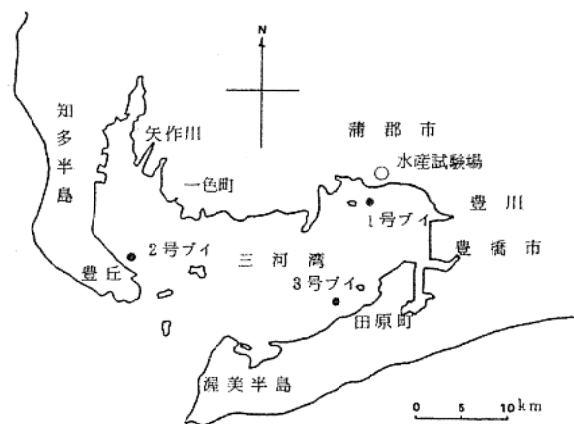 N
知多半島
矢作川
一色町
蒲郡市
水産試験場
1号ブイ
豊川
豊橋市
2号ブイ
豊丘
三河湾
3号ブイ
田原町
渥美半島
0 5 10km